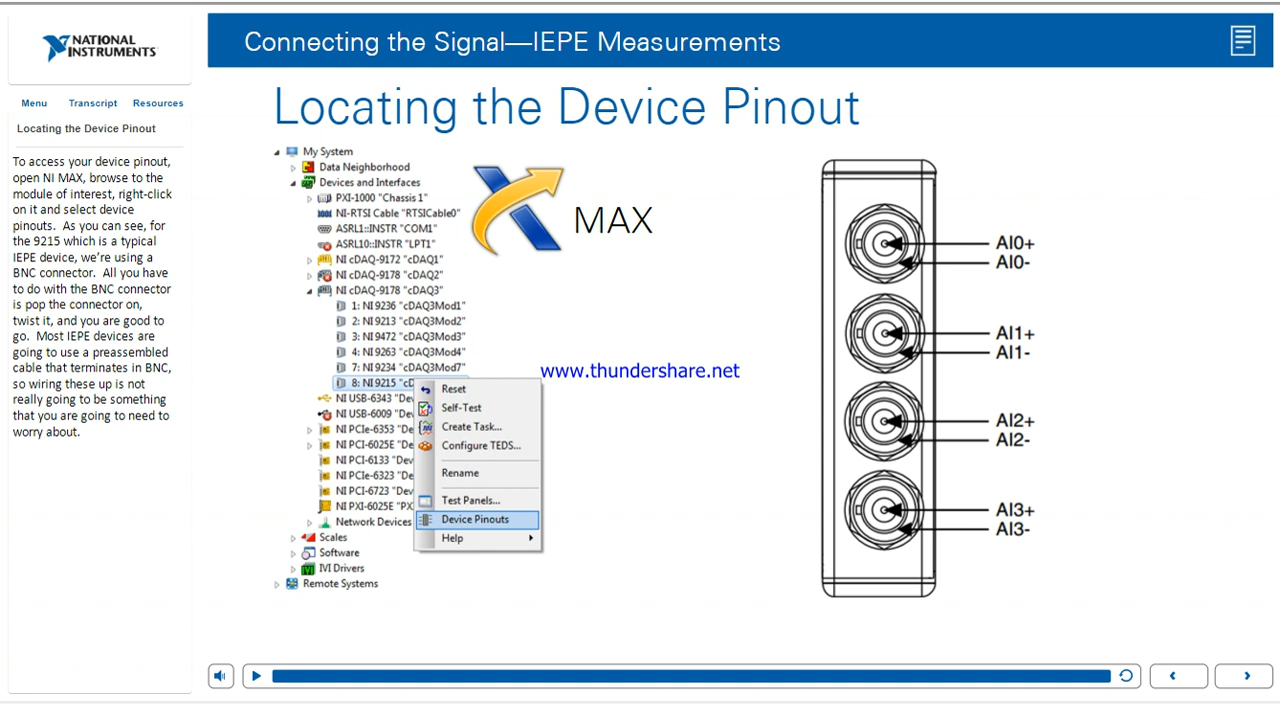 NATIONAL
INSTRUMENTS
Connecting the Signal—IEPE Measurements
Menu Transcript Resources
Locating the Device Pinout
To access your device pinout,
open NI MAX, browse to the
module of interest, right-click
on it and select device
pinouts. As you can see, for
the 9215 which is a typical
IEPE device, we're using a
BNC connector. All you have
to do with the BNC connector
is pop the connector on,
twist it, and you are good to
go. Most IEPE devices are
going to use a preassembled
cable that terminates in BNC,
so wiring these up is not
really going to be something
that you are going to need to
worry about.
Locating the Device Pinout
My System
Data Neighborhood
Devices and Interfaces
PXI-1000 "Chassis 1"
NI-RTSI Cable "RTSICable0"
ASRL1::INSTR "COM1"
ASRL10::INSTR "LPT1"
NI cDAQ-9172 "cDAQ1"
NI cDAQ-9178 "cDAQ2"
NI cDAQ-9178 "cDAQ3"
1: NI 9236 "cDAQ3Mod1"
2: NI 9213 "cDAQ3Mod2"
3: NI 9472 "cDAQ3Mod3"
4: NI 9263 "cDAQ3Mod4"
7: NI 9234 "cDAQ3Mod7"
8: NI 9215 "cD
NI USB-6343 "Dev
NI USB-6009 "Dev
NI PCIe-6353 "De
NI PCI-6025E "De
NI PCI-6133 "Dev
NI PCIe-6323 "De
NI PCI-6723 "Dev
NI PXI-6025E "PX
Network Devices
Scales
Software
IVI Drivers
Remote Systems
Reset
Self-Test
Create Task...
Configure TEDS...
Rename
Test Panels...
Device Pinouts
Help
MAX
www.thundershare.net
AI0+
AI0-
AI1+
AI1-
AI2+
AI2-
AI3+
AI3-